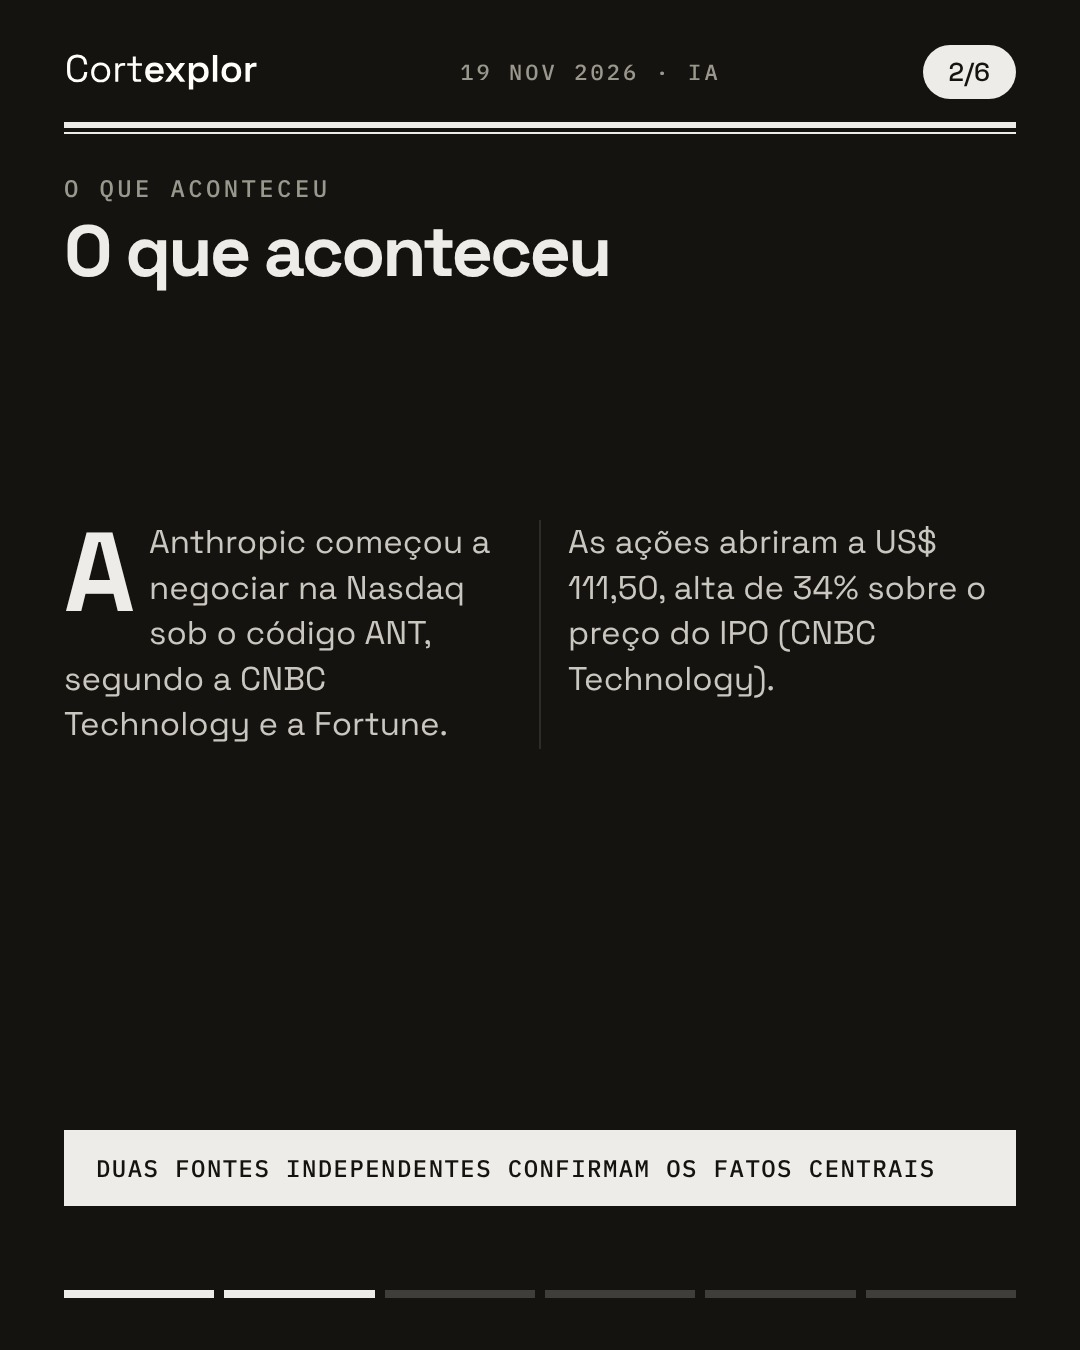 Cortexplor
19 NOV 2026 · IA
2/6
O QUE ACONTECEU
O que aconteceu
A Anthropic começou a
negociar na Nasdaq
sob o código ANT,
segundo a CNBC
Technology e a Fortune.
As ações abriram a US$
111,50, alta de 34% sobre o
preço do IPO (CNBC
Technology).
DUAS FONTES INDEPENDENTES CONFIRMAM OS FATOS CENTRAIS